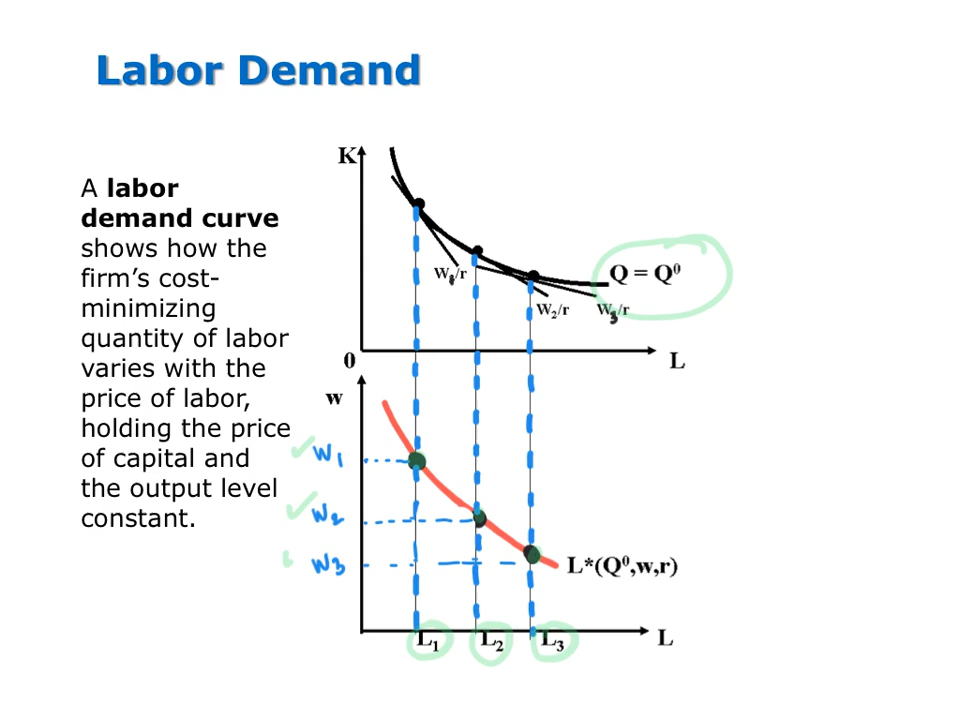 Labor Demand
A labor
demand curve
shows how the
firm's cost-
minimizing
quantity of labor
varies with the
price of labor,
holding the price
of capital and
the output level
constant.
K
W₁/r
Q = Q⁰
W₂/r
W₃/r
0
L
w
W₁
W₂
W₃
L*(Q⁰,w,r)
L₁
L₂
L₃
L